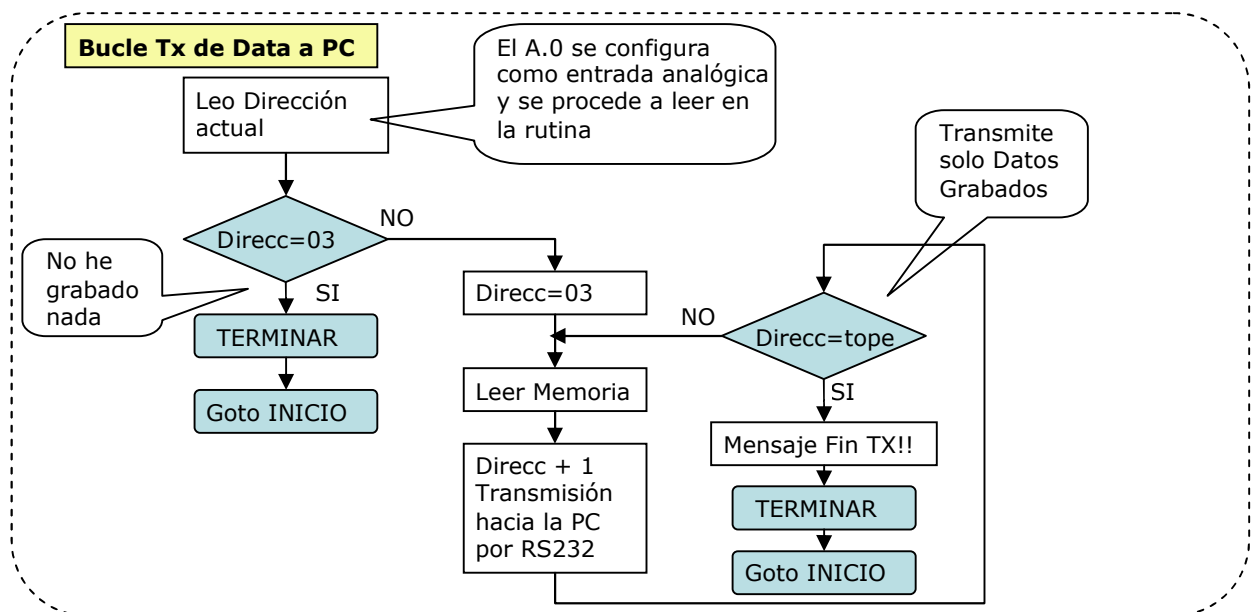 Bucle Tx de Data a PC
El A.0 se configura
como entrada analógica
y se procede a leer en
la rutina
Leo Dirección
actual
Transmite
solo Datos
Grabados
Direcc=03
NO
No he
grabado
nada
SI
TERMINAR
Goto INICIO
Direcc=03
Leer Memoria
Direcc + 1
Transmisión
hacia la PC
por RS232
NO
Direcc=tope
SI
Mensaje Fin TX!!
TERMINAR
Goto INICIO